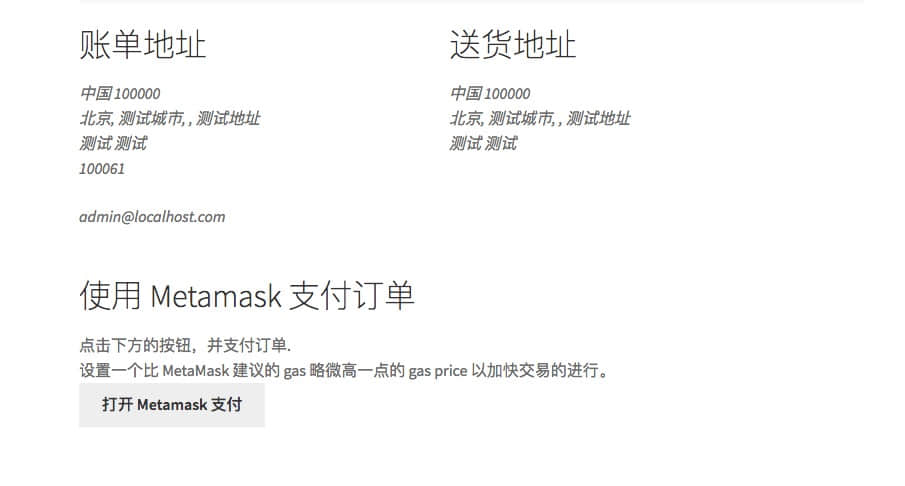 账单地址
中国 100000
北京, 测试城市, , 测试地址
测试 测试
100061
admin@localhost.com
送货地址
中国 100000
北京, 测试城市, , 测试地址
测试 测试
使用 Metamask 支付订单
点击下方的按钮，并支付订单.
设置一个比 MetaMask 建议的 gas 略微高一点的 gas price 以加快交易的进行。
打开 Metamask 支付